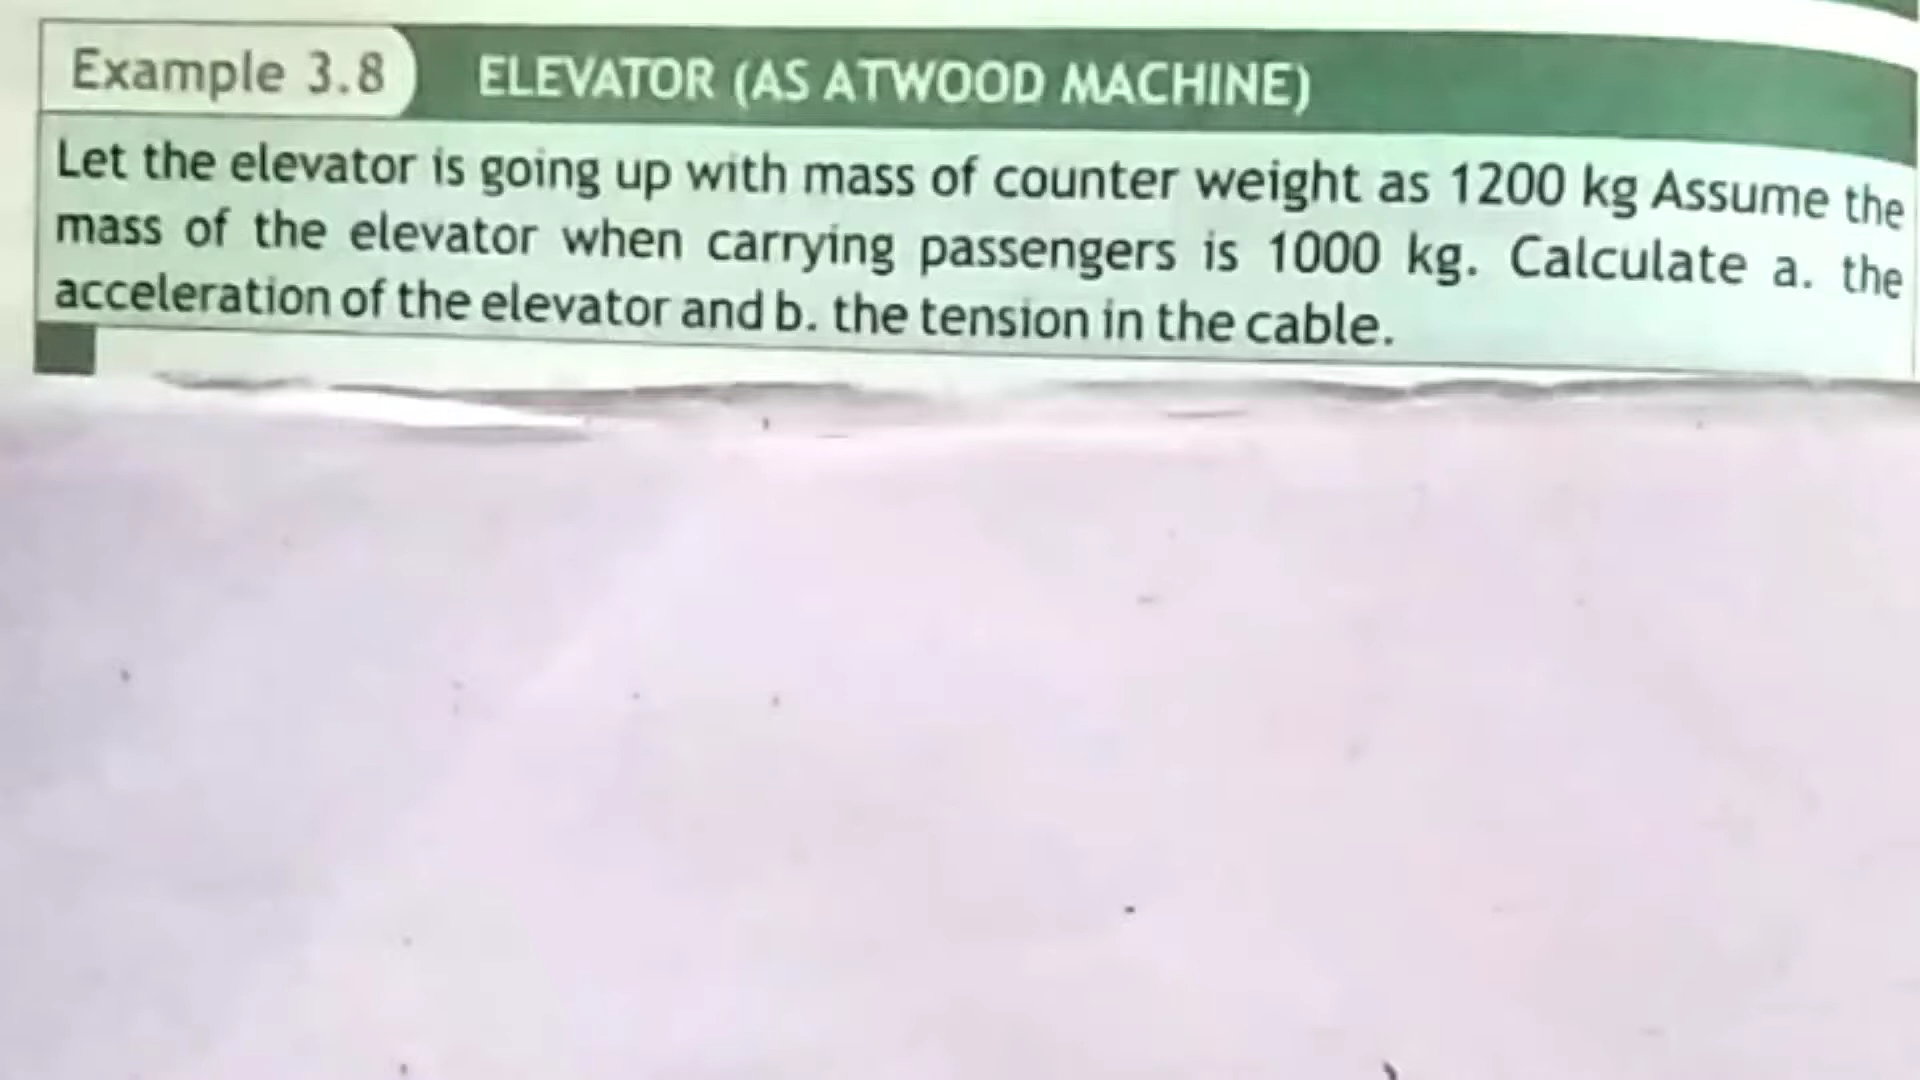 Example 3.8 ELEVATOR (AS ATWOOD MACHINE)
Let the elevator is going up with mass of counter weight as 1200 kg Assume the
mass of the elevator when carrying passengers is 1000 kg. Calculate a. the
acceleration of the elevator and b. the tension in the cable.